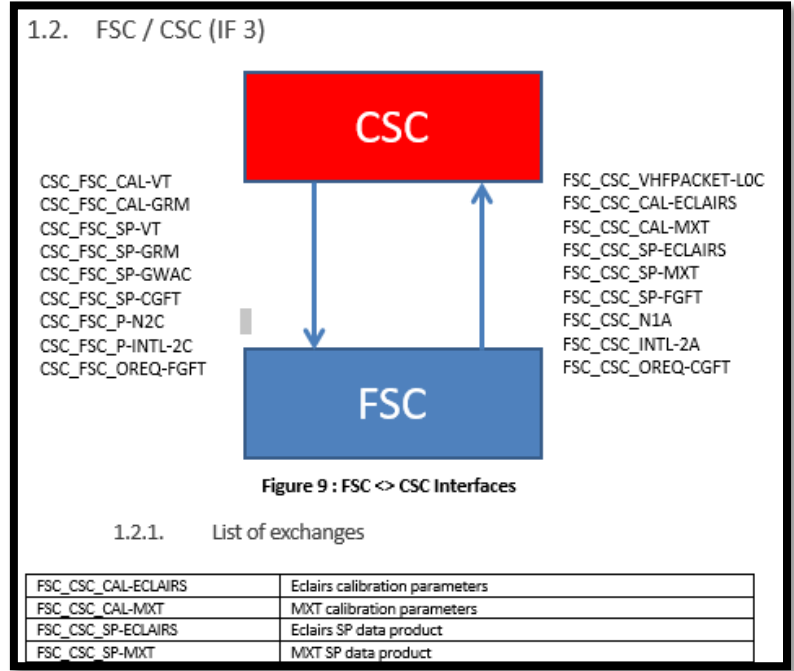 1.2. FSC / CSC (IF 3)
CSC
CSC_FSC_CAL-VT
CSC_FSC_CAL-GRM
CSC_FSC_SP-VT
CSC_FSC_SP-GRM
CSC_FSC_SP-GWAC
CSC_FSC_SP-CGFT
CSC_FSC_P-N2C
CSC_FSC_P-INTL-2C
CSC_FSC_OREQ-FGFT
FSC_CSC_VHFPACKET-L0C
FSC_CSC_CAL-ECLAIRS
FSC_CSC_CAL-MXT
FSC_CSC_SP-ECLAIRS
FSC_CSC_SP-MXT
FSC_CSC_SP-FGFT
FSC_CSC_N1A
FSC_CSC_INTL-2A
FSC_CSC_OREQ-CGFT
FSC
Figure 9 : FSC <> CSC Interfaces
1.2.1. List of exchanges
FSC_CSC_CAL-ECLAIRS Eclairs calibration parameters
FSC_CSC_CAL-MXT MXT calibration parameters
FSC_CSC_SP-ECLAIRS Eclairs SP data product
FSC_CSC_SP-MXT MXT SP data product